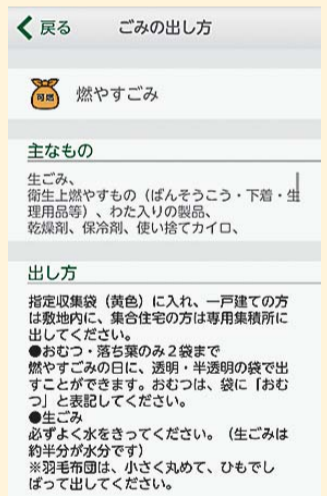 戻る ごみの出し方
可燃 燃やすごみ
主なもの
生ごみ、
衛生上燃やすもの（ばんそうこう・下着・生
理用品等）、わた入りの製品、
乾燥剤、保冷剤、使い捨てカイロ、
出し方
指定収集袋（黄色）に入れ、一戸建ての方
は敷地内に、集合住宅の方は専用集積所に
出してください。
●おむつ・落ち葉のみ２袋まで
燃やすごみの日に、透明・半透明の袋で出
すことができます。おむつは、袋に「おむ
つ」と表記してください。
●生ごみ
必ずよく水をきってください。（生ごみは
約半分が水分です）
※羽毛布団は、小さく丸めて、ひもでし
ばって出してください。